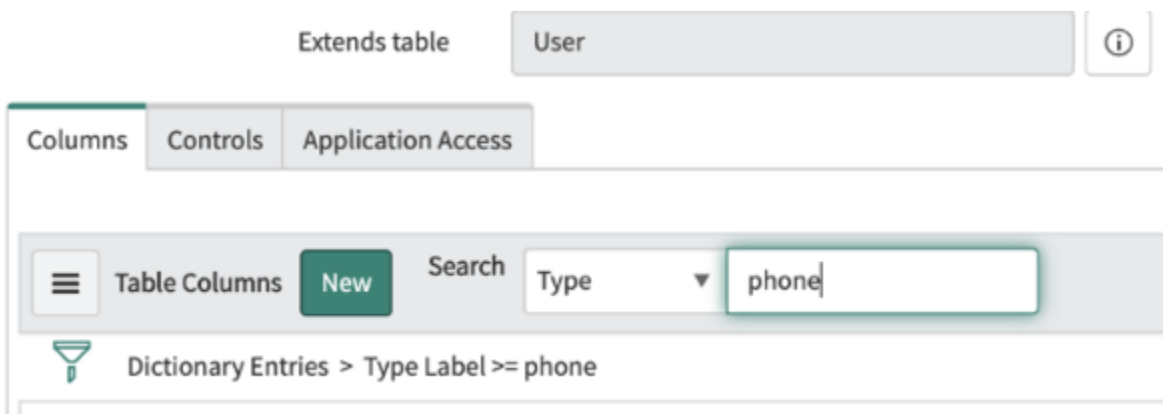 Extends table User
Columns Controls Application Access
Table Columns New Search Type phone
Dictionary Entries > Type Label >= phone